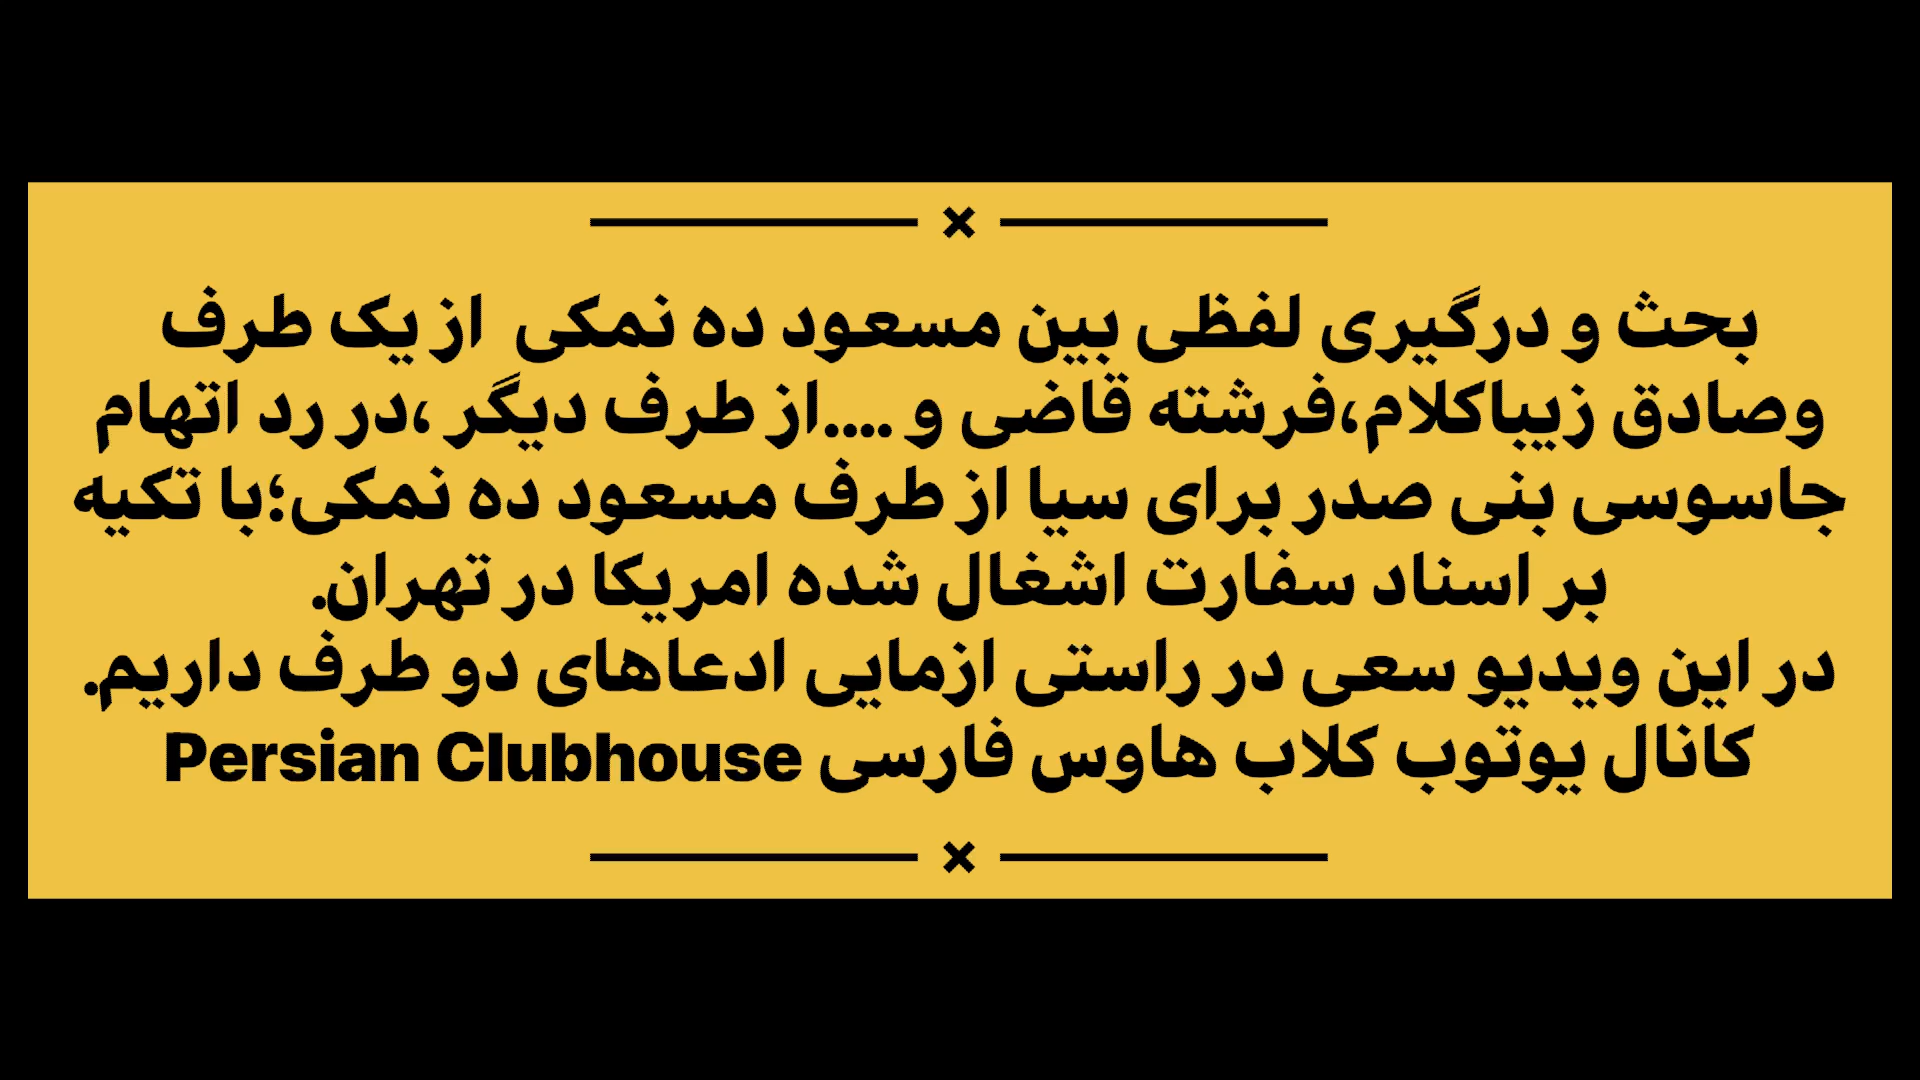 بحث و درگیری لفظی بین مسعود ده نمکی از یک طرف
وصادق زیباکلام،فرشته قاضی و ....از طرف دیگر ،در رد اتهام
جاسوسی بنی صدر برای سیا از طرف مسعود ده نمکی؛با تکیه
بر اسناد سفارت اشغال شده امریکا در تهران.
در این ویدیو سعی در راستی ازمایی ادعاهای دو طرف داریم.
کانال یوتوب کلاب هاوس فارسی Persian Clubhouse